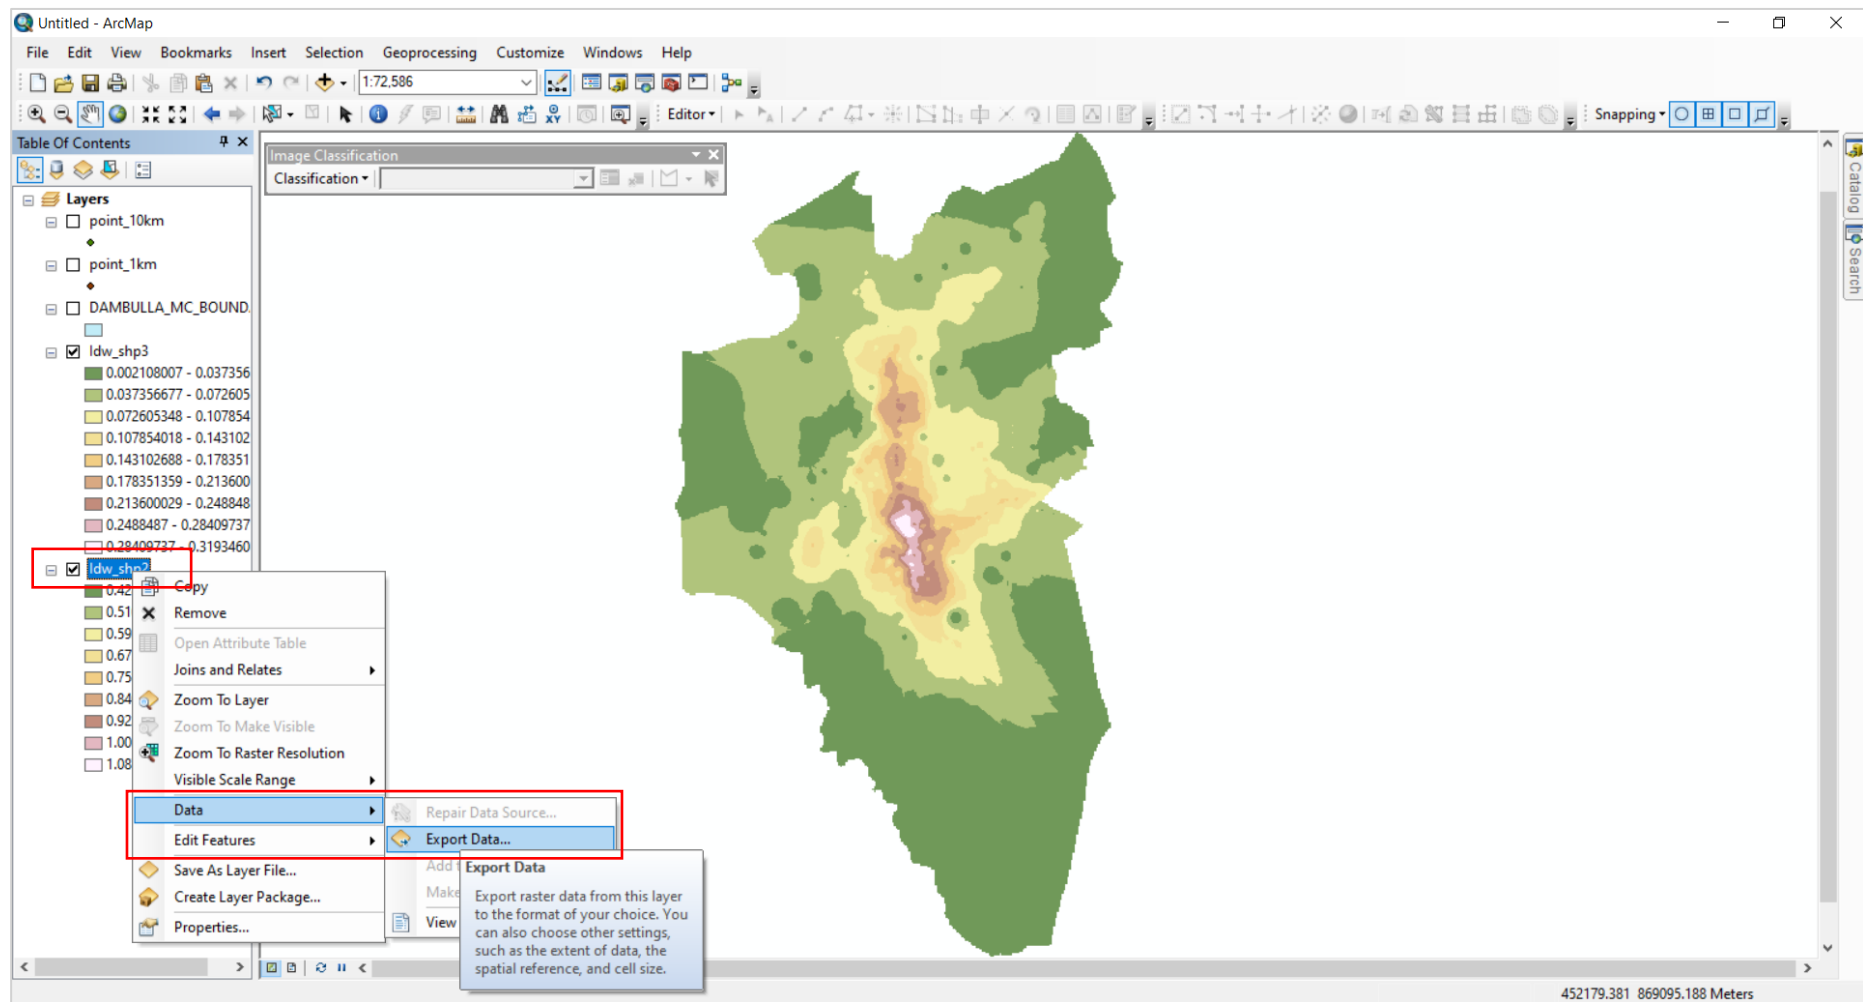 Untitled - ArcMap
File Edit View Bookmarks Insert Selection Geoprocessing Customize Windows Help
1:72,586
Editor
Snapping
Table Of Contents
Image Classification
Classification
Layers
point_10km
point_1km
DAMBULLA_MC_BOUND
Idw_shp3
0.002108007 - 0.037356
0.037356677 - 0.072605
0.072605348 - 0.107854
0.107854018 - 0.143102
0.143102688 - 0.178351
0.178351359 - 0.213600
0.213600029 - 0.248848
0.2488487 - 0.28409737
0.28409737 - 0.3193460
Idw_shp2
0.42
0.51
0.59
0.67
0.75
0.84
0.92
1.00
1.08
Copy
Remove
Open Attribute Table
Joins and Relates
Zoom To Layer
Zoom To Make Visible
Zoom To Raster Resolution
Visible Scale Range
Data
Edit Features
Save As Layer File...
Create Layer Package...
Properties...
Repair Data Source...
Export Data...
Add
Make
View
Export Data
Export raster data from this layer
to the format of your choice. You
can also choose other settings,
such as the extent of data, the
spatial reference, and cell size.
Catalog
Search
452179.381 869095.188 Meters